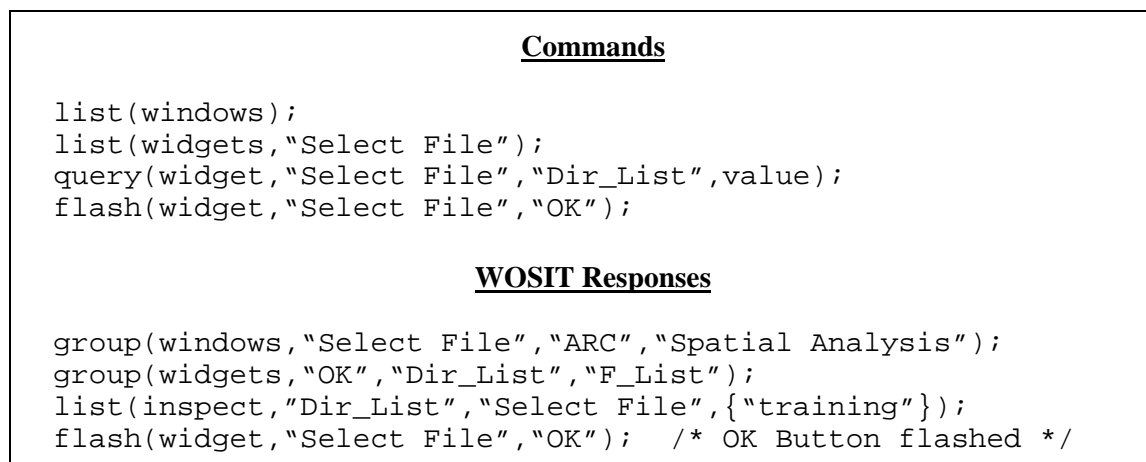 Commands
list(windows);
list(widgets,“Select File”);
query(widget,“Select File”,“Dir_List”,value);
flash(widget,“Select File”,“OK”);
WOSIT Responses
group(windows,“Select File”,“ARC”,“Spatial Analysis”);
group(widgets,“OK”,“Dir_List”,“F_List”);
list(inspect,”Dir_List”,“Select File”,{“training”});
flash(widget,“Select File”,“OK”); /* OK Button flashed */